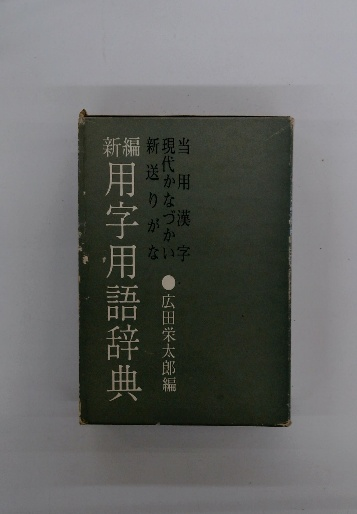 当用漢字
現代かなづかい
新送りがな
●広田栄太郎編
新編
用字用語辞典